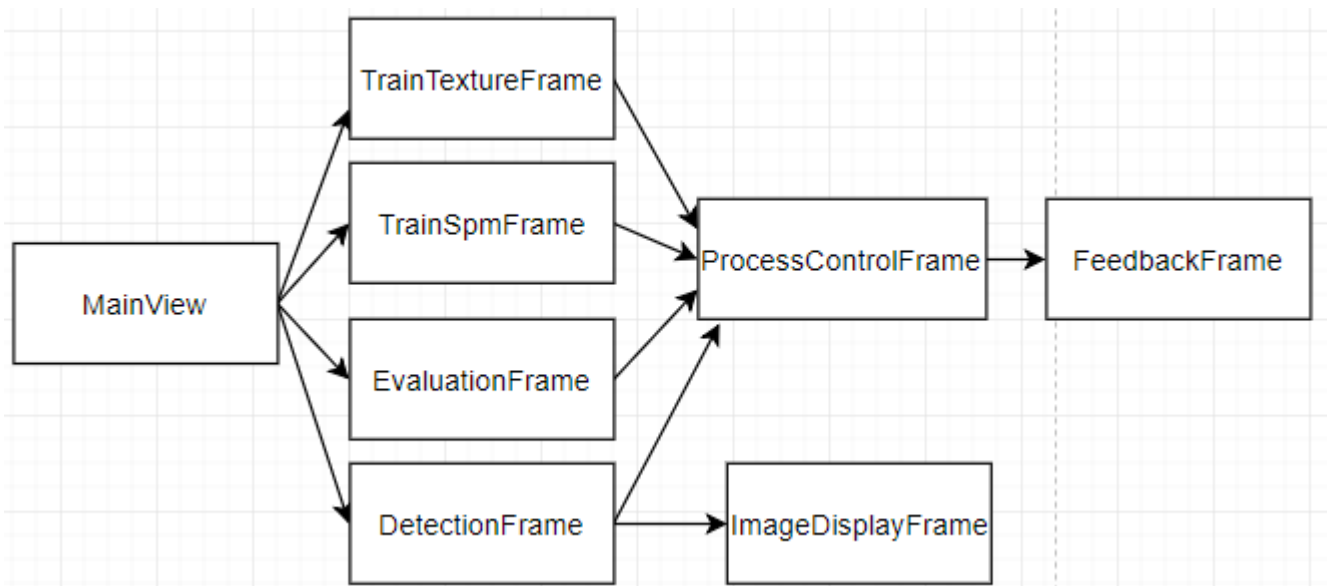 TrainTextureFrame
TrainSpmFrame
ProcessControlFrame
FeedbackFrame
MainView
EvaluationFrame
DetectionFrame
ImageDisplayFrame